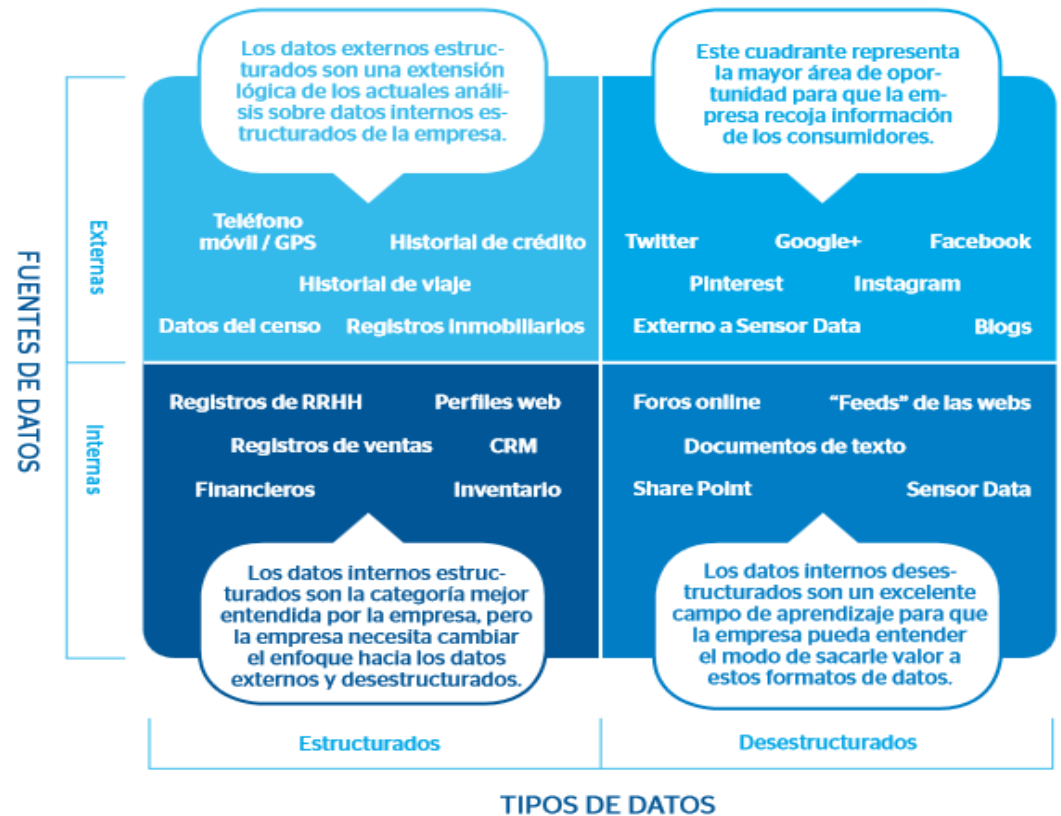 Los datos externos estruc-
turados son una extensión
lógica de los actuales análi-
sis sobre datos internos es-
tructurados de la empresa.
Este cuadrante representa
la mayor área de opor-
tunidad para que la em-
presa recoja información
de los consumidores.
FUENTES DE DATOS
Externas
Teléfono
móvil / GPS
Historial de crédito
Historial de viaje
Datos del censo
Registros Inmobiliarios
Twitter
Google+
Facebook
Pinterest
Instagram
Externo a Sensor Data
Blogs
Internas
Registros de RRHH
Perfiles web
Registros de ventas
CRM
Financieros
Inventario
Foros online
"Feeds" de las webs
Documentos de texto
Share Point
Sensor Data
Los datos internos estruc-
turados son la categoría mejor
entendida por la empresa, pero
la empresa necesita cambiar
el enfoque hacia los datos
externos y desestructurados.
Los datos internos deses-
tructurados son un excelente
campo de aprendizaje para que
la empresa pueda entender
el modo de sacarle valor a
estos formatos de datos.
Estructurados
Desestructurados
TIPOS DE DATOS